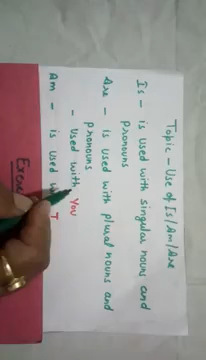 Topic - Use of Is/Am/Are
Is - is used with singular nouns and
pronouns
Are - is used with plural nouns and
pronouns
- used with You
Am - is used I